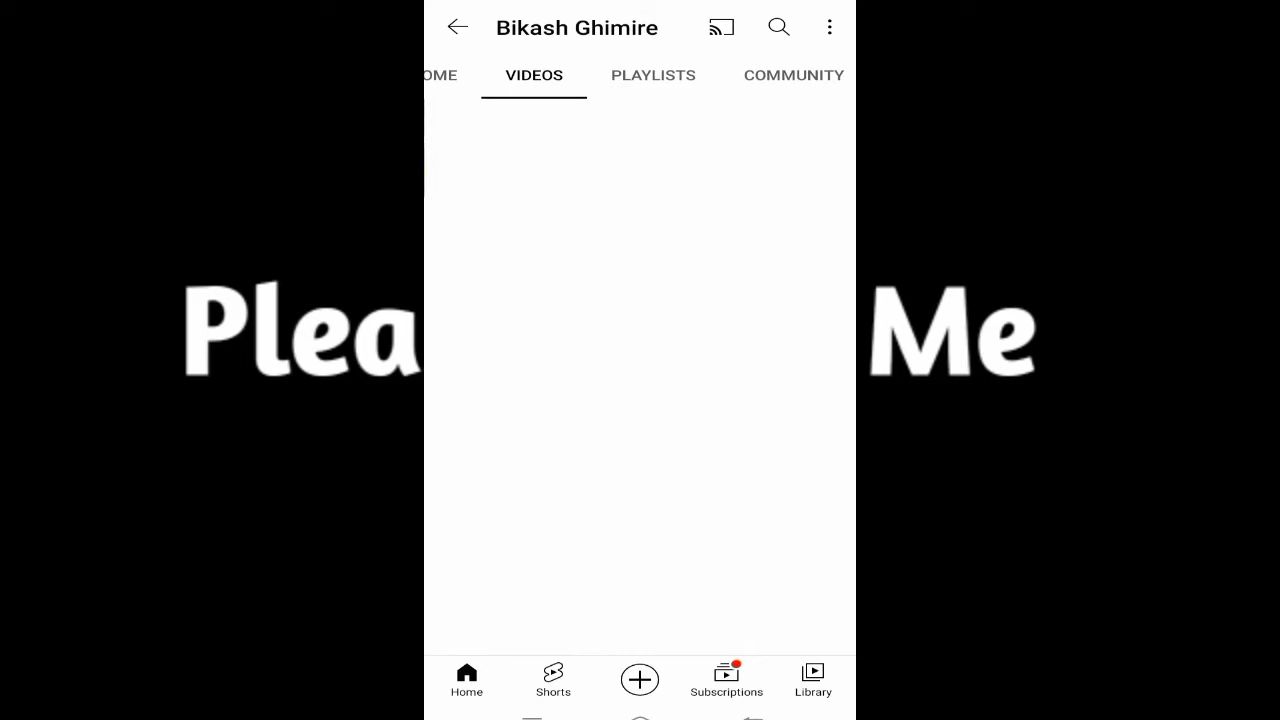 Bikash Ghimire
OME VIDEOS PLAYLISTS COMMUNITY
Plea Me
Home Shorts Subscriptions Library